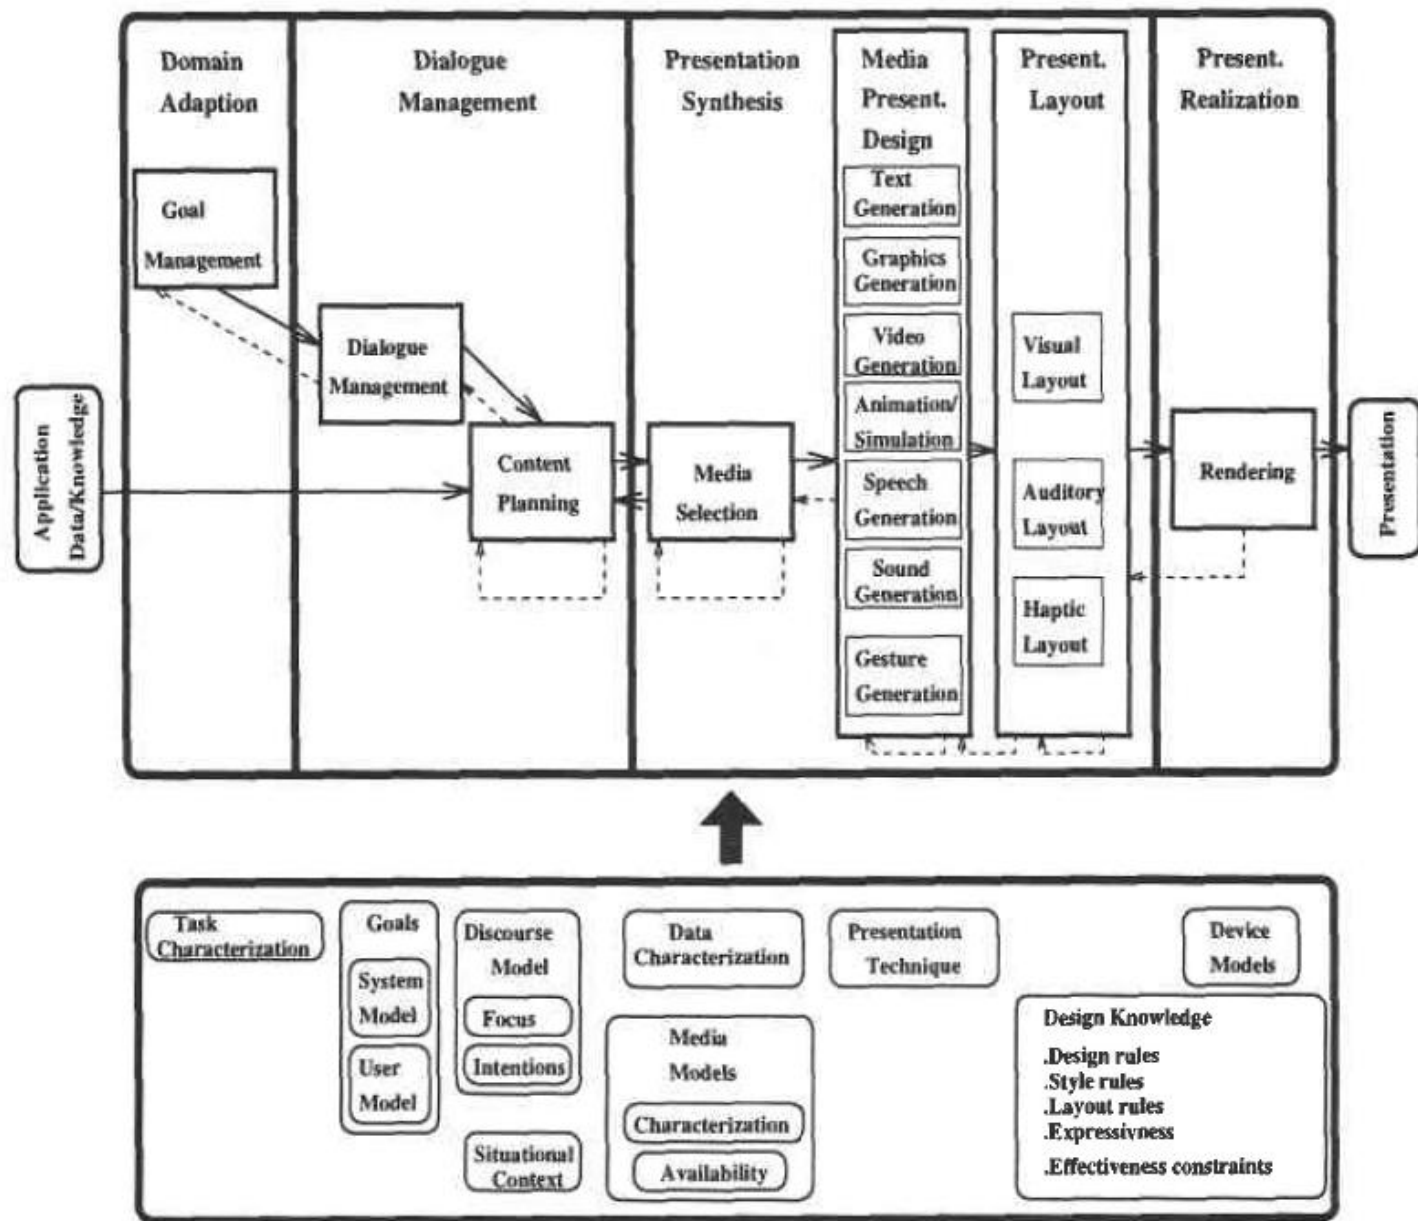 Domain
Adaption
Dialogue
Management
Presentation
Synthesis
Media
Present.
Design
Present.
Layout
Present.
Realization
Goal
Management
Dialogue
Management
Content
Planning
Media
Selection
Text
Generation
Graphics
Generation
Video
Generation
Animation/
Simulation
Speech
Generation
Sound
Generation
Gesture
Generation
Visual
Layout
Auditory
Layout
Haptic
Layout
Rendering
Application
Data/Knowledge
Presentation
Task
Characterization
Goals
System
Model
User
Model
Discourse
Model
Focus
Intentions
Situational
Context
Data
Characterization
Media
Models
Characterization
Availability
Presentation
Technique
Device
Models
Design Knowledge
.Design rules
.Style rules
.Layout rules
.Expressivness
.Effectiveness constraints